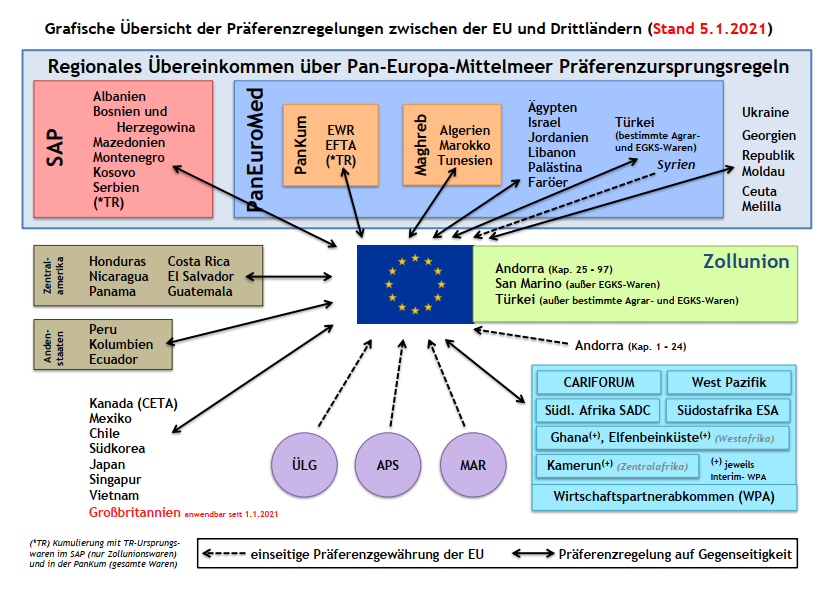 Grafische Übersicht der Präferenzregelungen zwischen der EU und Drittländern (Stand 5.1.2021)
Regionales Übereinkommen über Pan-Europa-Mittelmeer Präferenzursprungsregeln
SAP
Albanien
Bosnien und
Herzegowina
Mazedonien
Montenegro
Kosovo
Serbien
(*TR)
PanEuroMed
PanKum
EWR
EFTA
(*TR)
Maghreb
Algerien
Marokko
Tunesien
Ägypten
Israel
Jordanien
Libanon
Palästina
Faröer
Türkei
(bestimmte Agrar-
und EGKS-Waren)
Syrien
Ukraine
Georgien
Republik
Moldau
Ceuta
Melilla
Zentral-
amerika
Honduras
Nicaragua
Panama
Costa Rica
El Salvador
Guatemala
Zollunion
Andorra (Kap. 25 - 97)
San Marino (außer EGKS-Waren)
Türkei (außer bestimmte Agrar- und EGKS-Waren)
Anden-
staaten
Peru
Kolumbien
Ecuador
Andorra (Kap. 1 - 24)
Kanada (CETA)
Mexiko
Chile
Südkorea
Japan
Singapur
Vietnam
Großbritannien anwendbar seit 1.1.2021
ÜLG
APS
MAR
CARIFORUM
West Pazifik
Südl. Afrika SADC
Südostafrika ESA
Ghana(+), Elfenbeinküste(+) (Westafrika)
Kamerun(+) (Zentralafrika)
(+) jeweils
Interim- WPA
Wirtschaftspartnerabkommen (WPA)
(*TR) Kumulierung mit TR-Ursprungs-
waren im SAP (nur Zollunionswaren)
und in der PanKum (gesamte Waren)
einseitige Präferenzgewährung der EU
Präferenzregelung auf Gegenseitigkeit